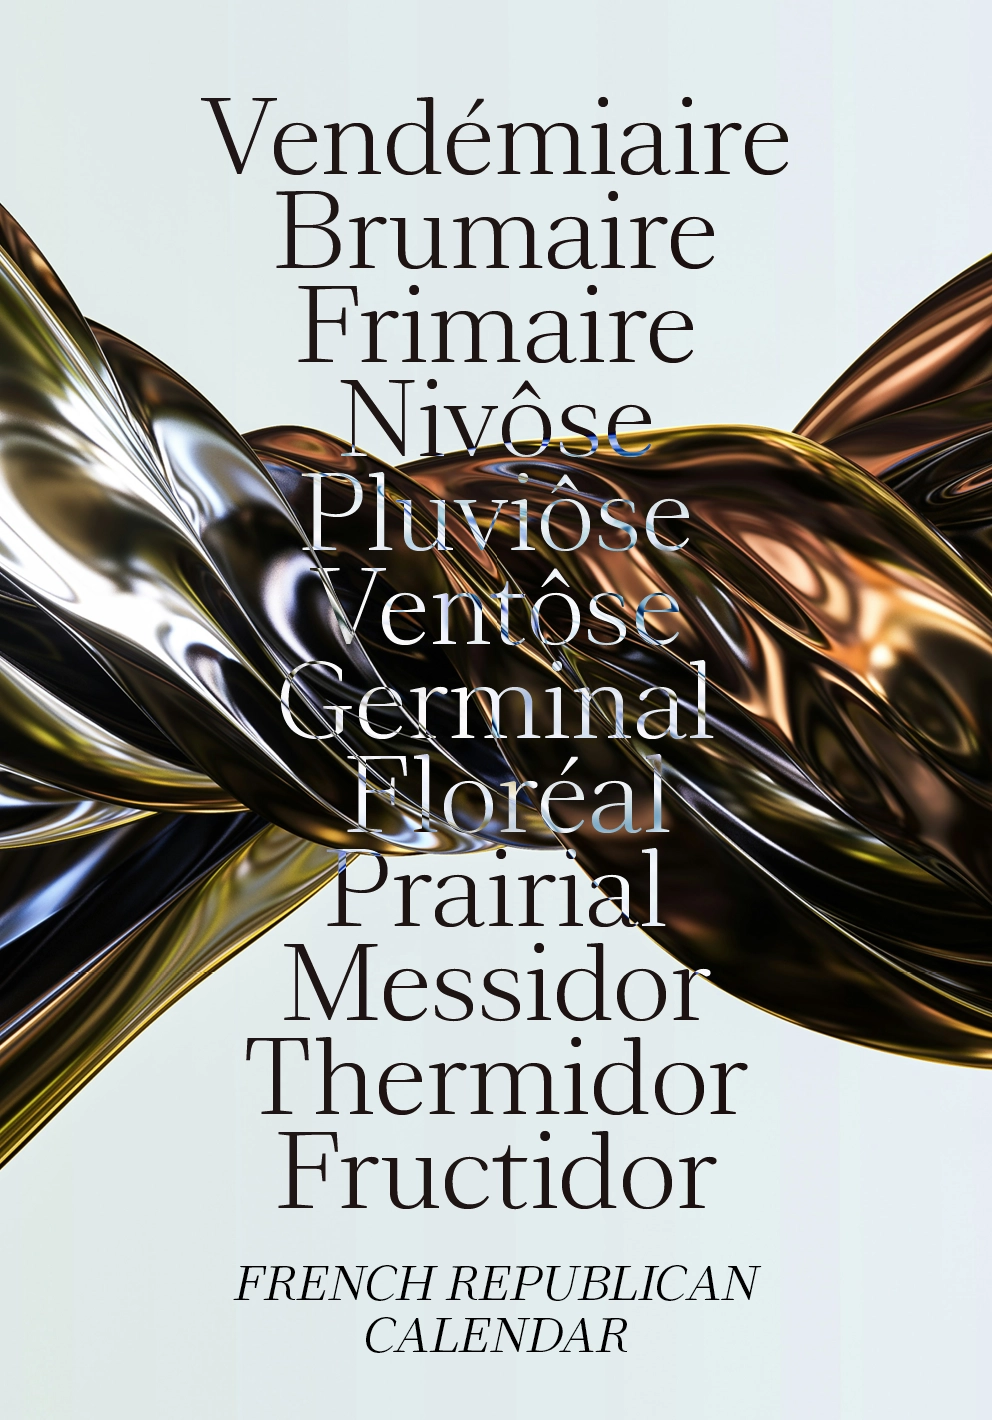 Vendémiaire
Brumaire
Frimaire
Nivôse
Pluviôse
Ventôse
Germinal
Floréal
Prairial
Messidor
Thermidor
Fructidor
FRENCH REPUBLICAN
CALENDAR